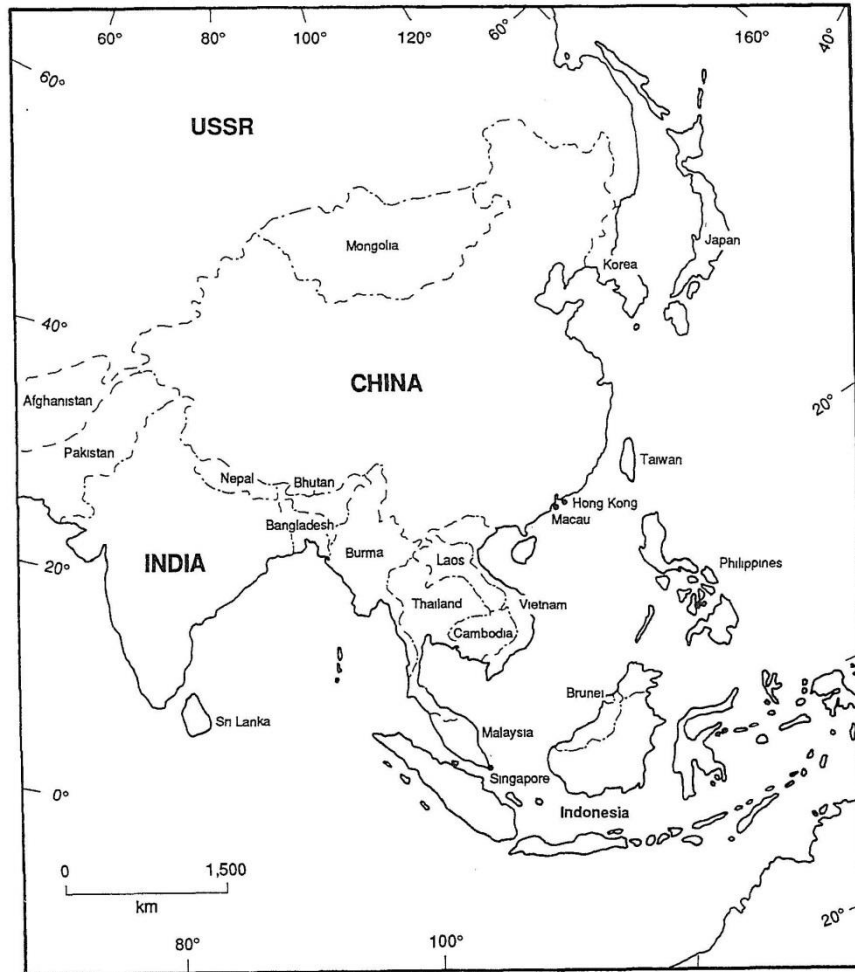 60° 80° 100° 120° 60° 160° 40°
60°
USSR
Mongolia
Japan
Korea
40°
CHINA
20°
Afghanistan
Pakistan
Taiwan
Nepal
Bhutan
Hong Kong
Macau
Bangladesh
INDIA
Burma
Laos
20°
Philippines
Thailand
Vietnam
Cambodia
Brunei
Sri Lanka
Malaysia
Singapore
0°
Indonesia
0 1,500
km
20°
80° 100°